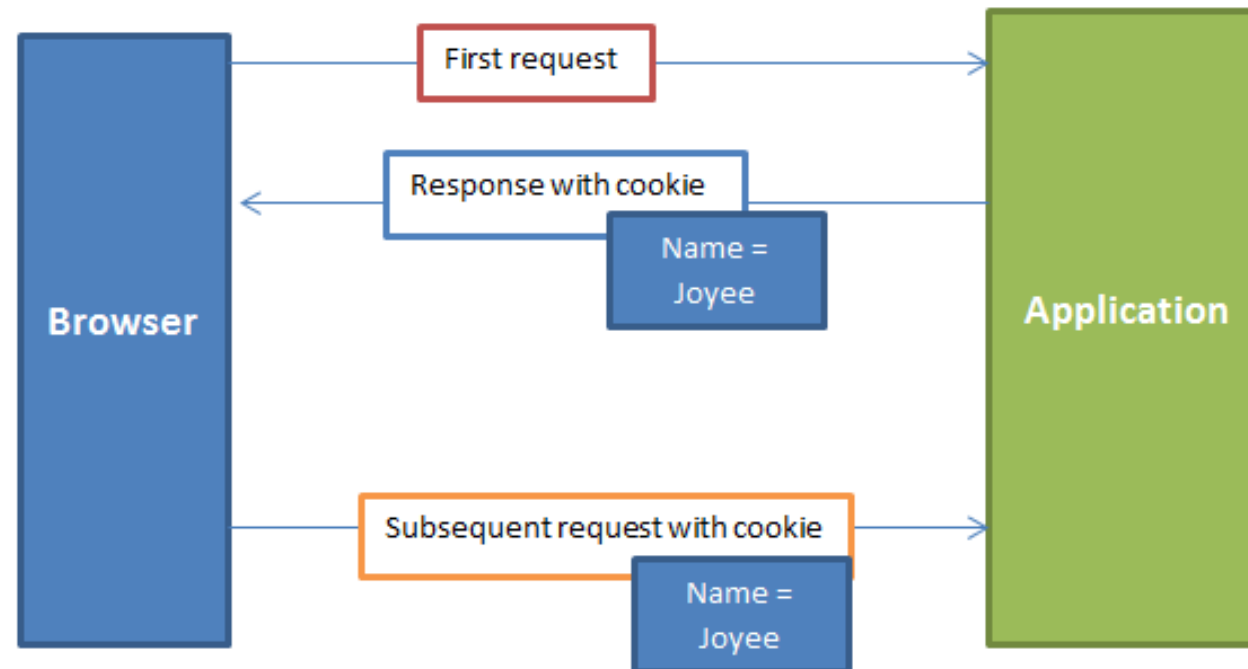 First request
Response with cookie
Name =
Joyee
Browser
Application
Subsequent request with cookie
Name =
Joyee